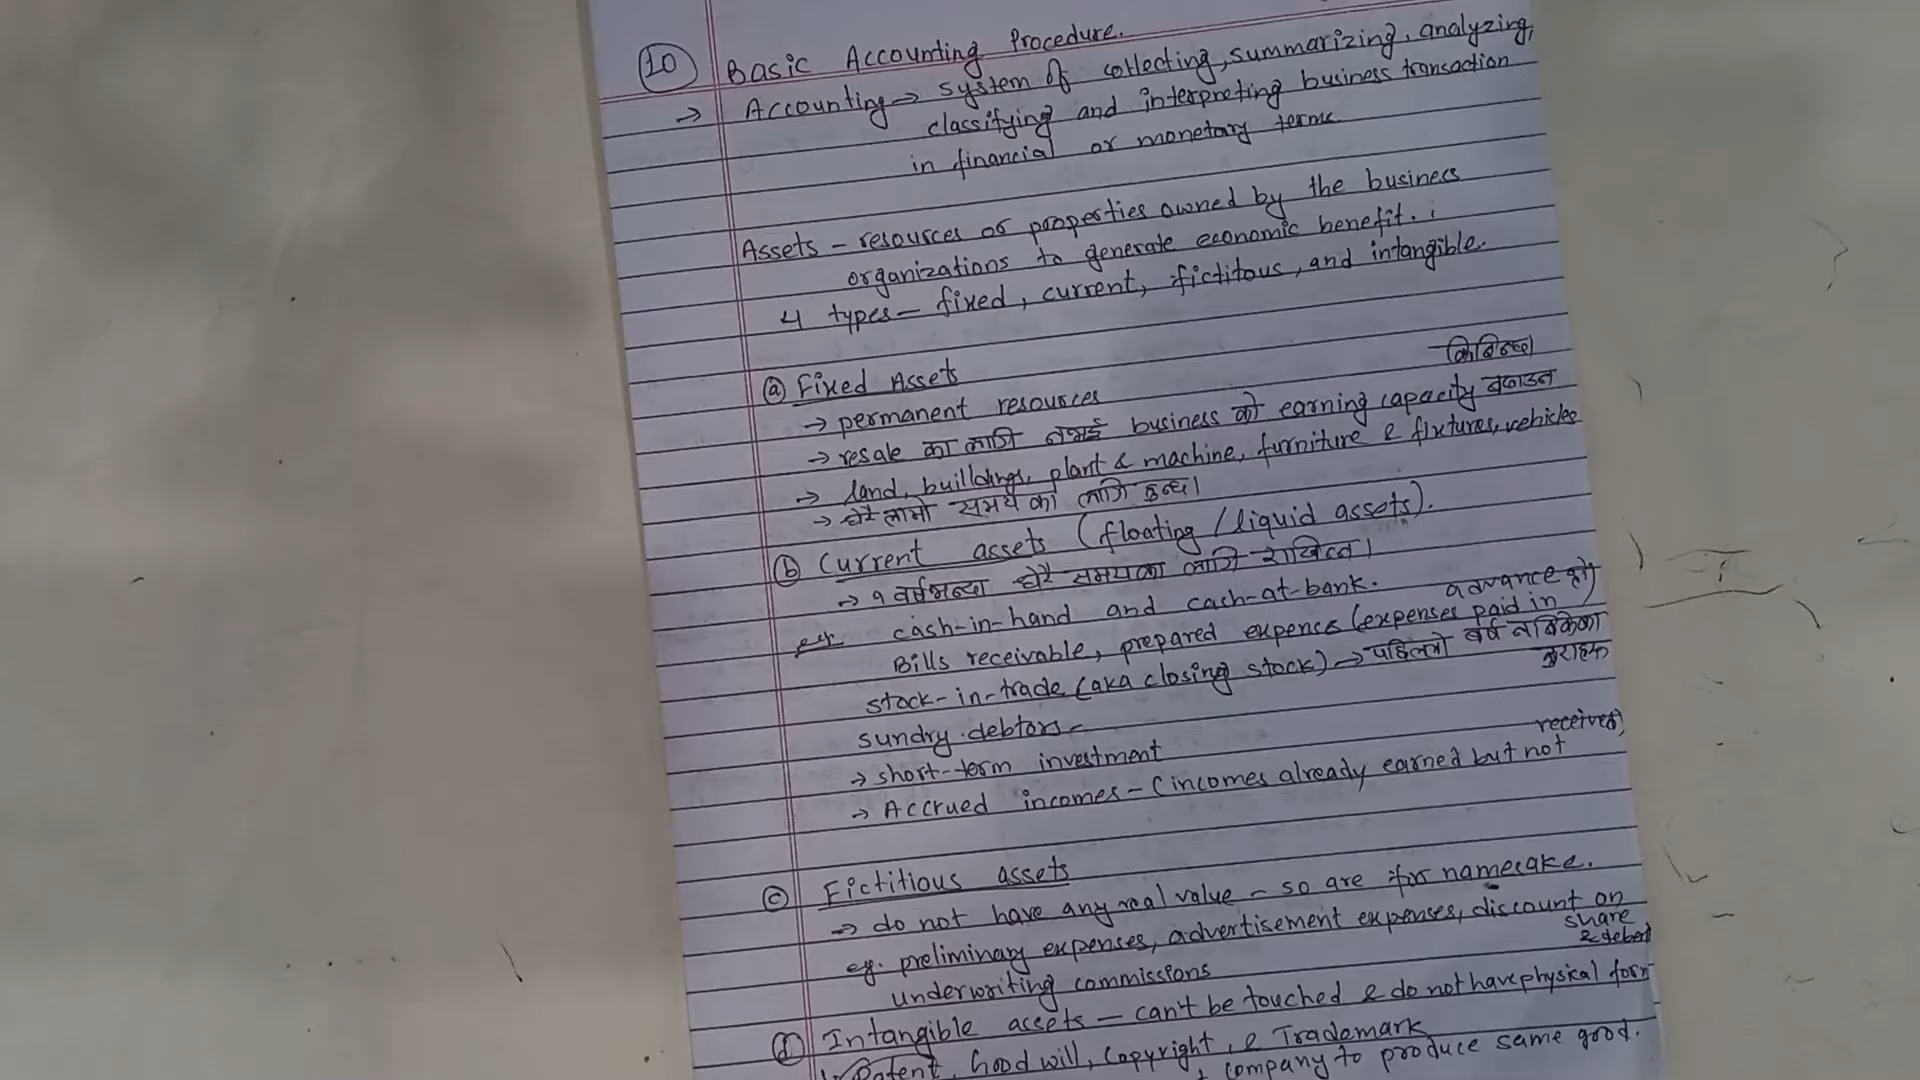 10 Basic Accounting Procedure.
→ Accounting → system of collecting, summarizing, analyzing,
classifying and interpreting business transaction
in financial or monetary terms
Assets - resources or properties owned by the business
organizations to generate economic benefit.
4 types - fixed, current, fictitous, and intangible.
(a) Fixed Assets
→ permanent resources
किनिन्छ।
→ resale का लागि नभई business को earning capacity बढाउन
→ land, builldings, plant & machine, furniture & fixtures, vehicles
→ धेरै लामो समय का लागि हुन्छ।
(b) Current assets (floating / liquid assets).
→ १ वर्षभन्दा धेरै समयका लागि राखिन्न।
eg. cash-in-hand and cash-at-bank.
Bills receivable, prepared expences (expenses paid in advance को)
stock-in-trade (aka closing stock) → पहिलेको वर्ष नबिकेका
sundry debtors -
→ short-term investment
→ Accrued incomes - (incomes already earned but not received)
(c) Fictitious assets
→ do not have any real value - so are for namesake.
eg. preliminary expenses, advertisement expenses, discount on share
& deben
underwriting commissions
(d) Intangible assets - can't be touched & do not have physical form
Patent, Goodwill, Copyright, & Trademark
company to produce same good.